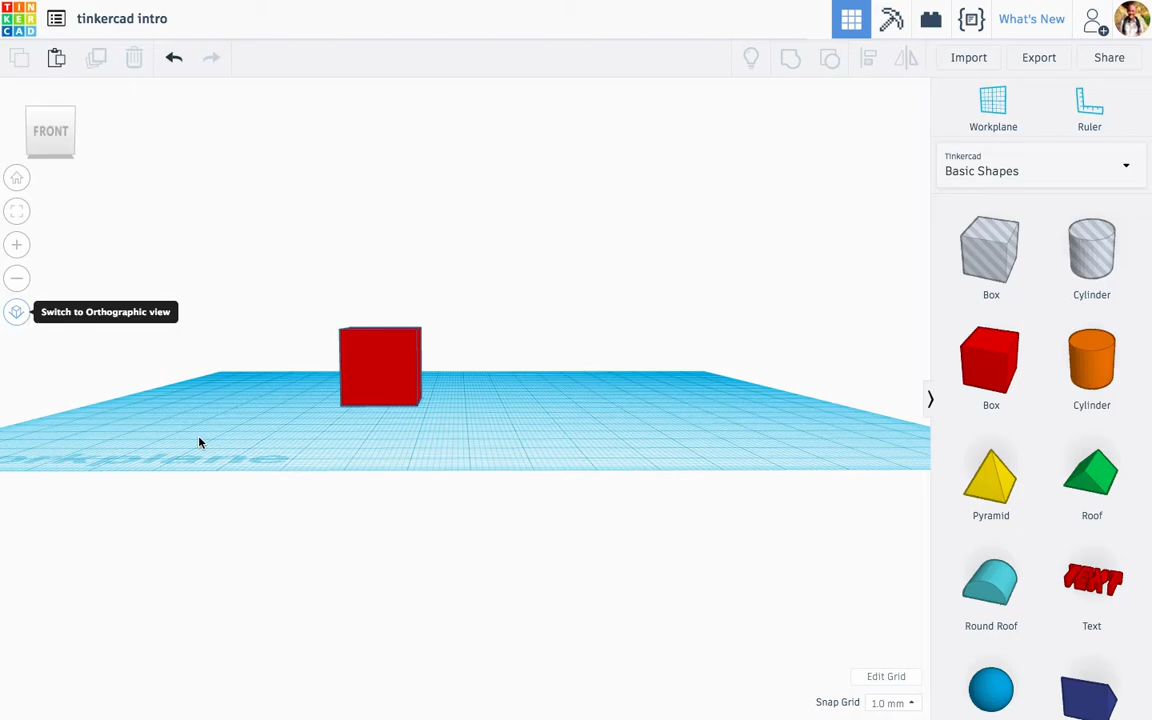 TIN
KER
CAD
tinkercad intro
What's New
Import
Export
Share
FRONT
Workplane
Ruler
Tinkercad
Basic Shapes
Switch to Orthographic view
Box
Cylinder
Box
Cylinder
Pyramid
Roof
TEXT
Round Roof
Text
Edit Grid
Snap Grid
1.0 mm